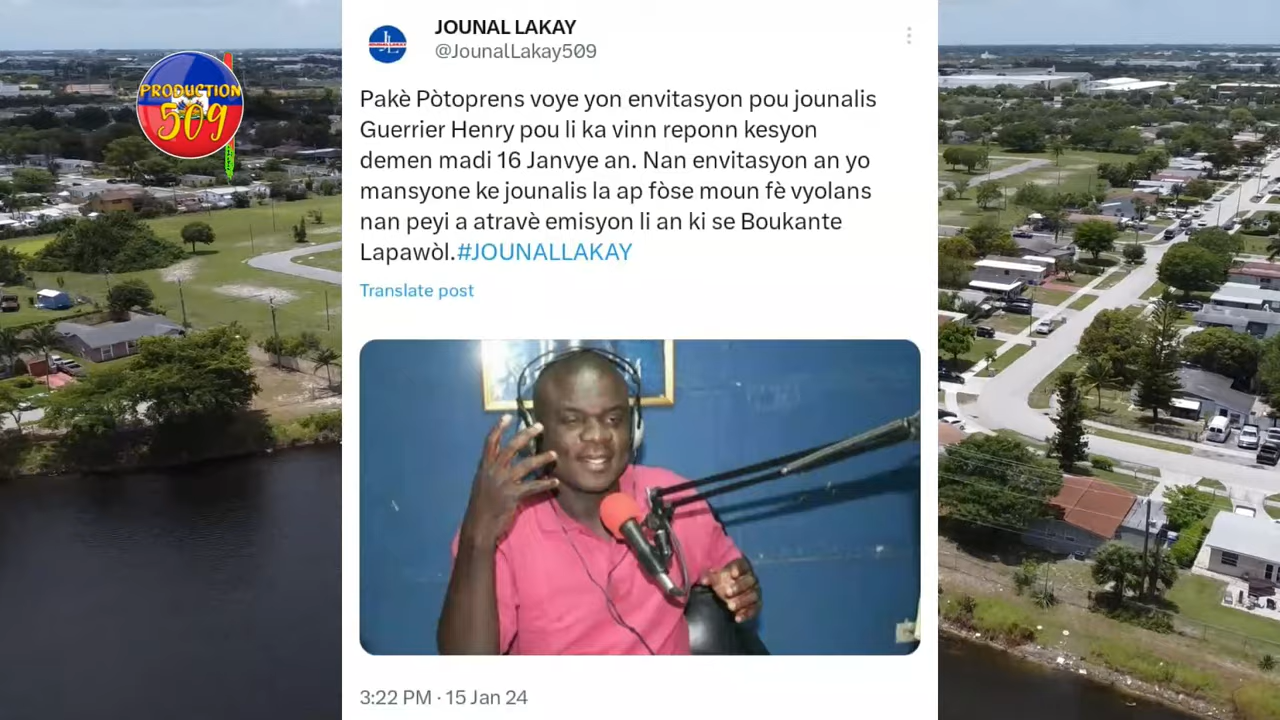 JOUNAL LAKAY
@JounalLakay509
PRODUCTION
509
Pakè Pòtoprens voye yon envitasyon pou jounalis
Guerrier Henry pou li ka vinn reponn kesyon
demen madi 16 Janvye an. Nan envitasyon an yo
mansyone ke jounalis la ap fòse moun fè vyolans
nan peyi a atravè emisyon li an ki se Boukante
Lapawòl.#JOUNALLAKAY
Translate post
3:22 PM · 15 Jan 24